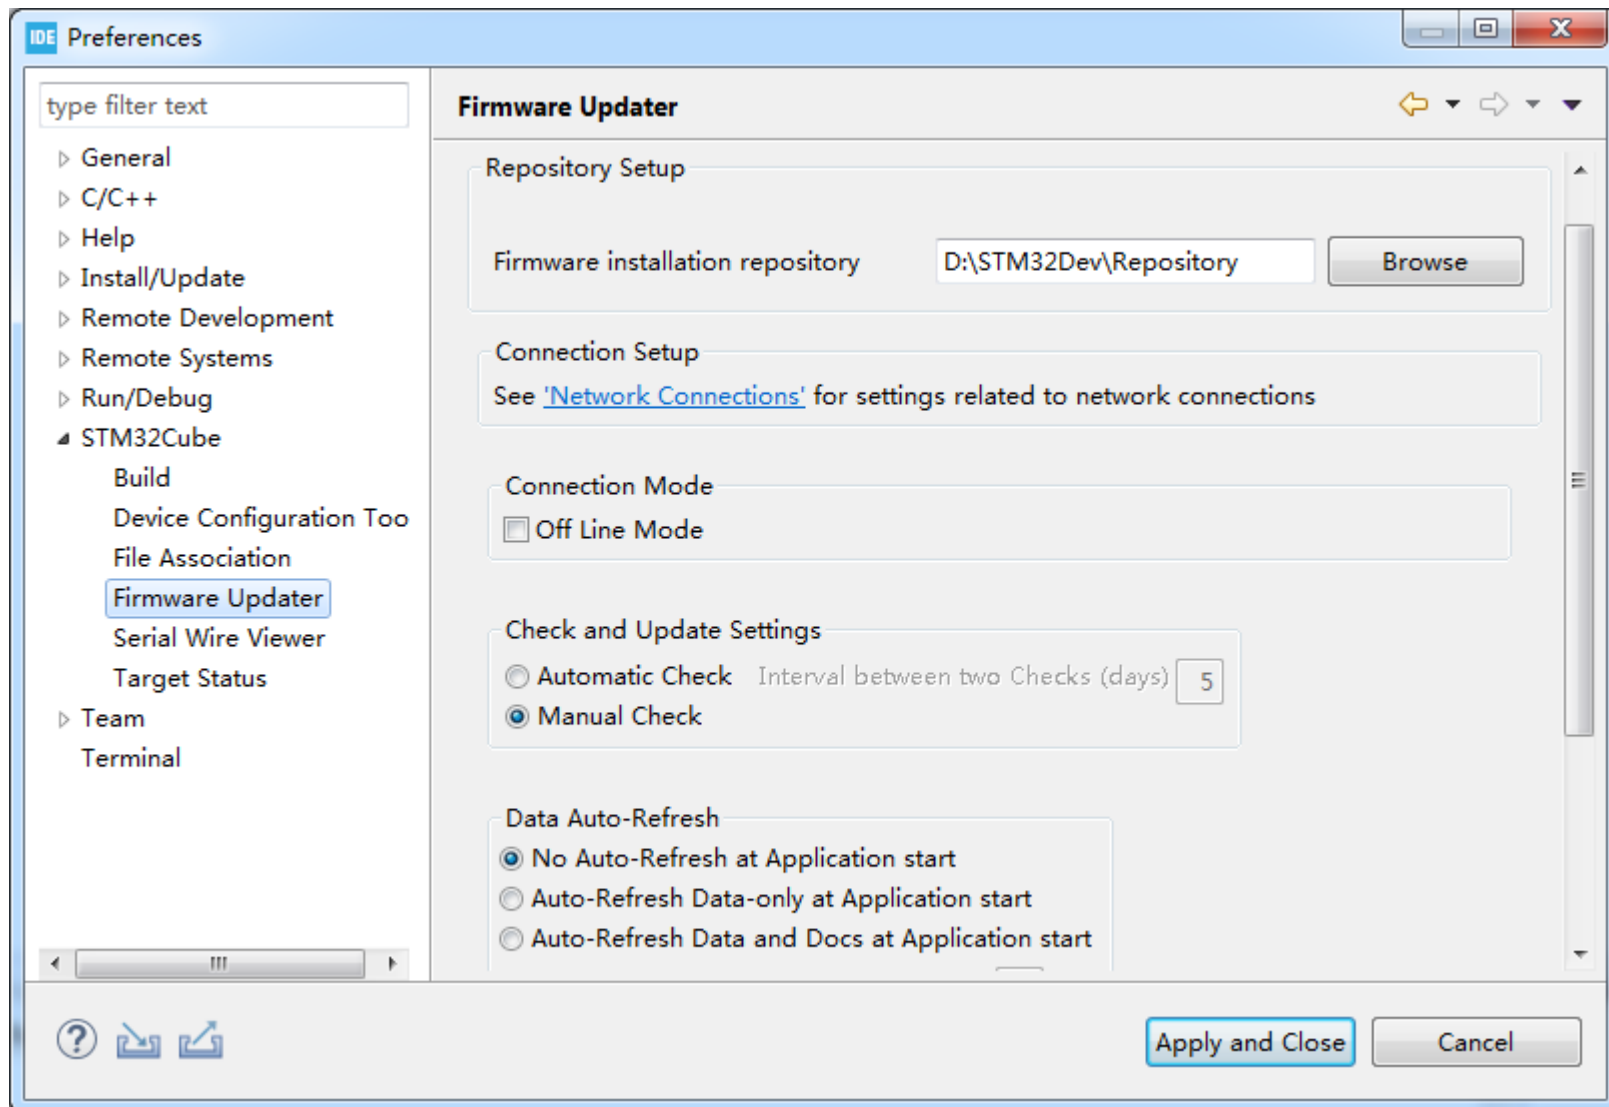 IDE Preferences
type filter text
General
C/C++
Help
Install/Update
Remote Development
Remote Systems
Run/Debug
STM32Cube
Build
Device Configuration Too
File Association
Firmware Updater
Serial Wire Viewer
Target Status
Team
Terminal
Firmware Updater
Repository Setup
Firmware installation repository D:\STM32Dev\Repository Browse
Connection Setup
See 'Network Connections' for settings related to network connections
Connection Mode
Off Line Mode
Check and Update Settings
Automatic Check Interval between two Checks (days) 5
Manual Check
Data Auto-Refresh
No Auto-Refresh at Application start
Auto-Refresh Data-only at Application start
Auto-Refresh Data and Docs at Application start
Apply and Close Cancel